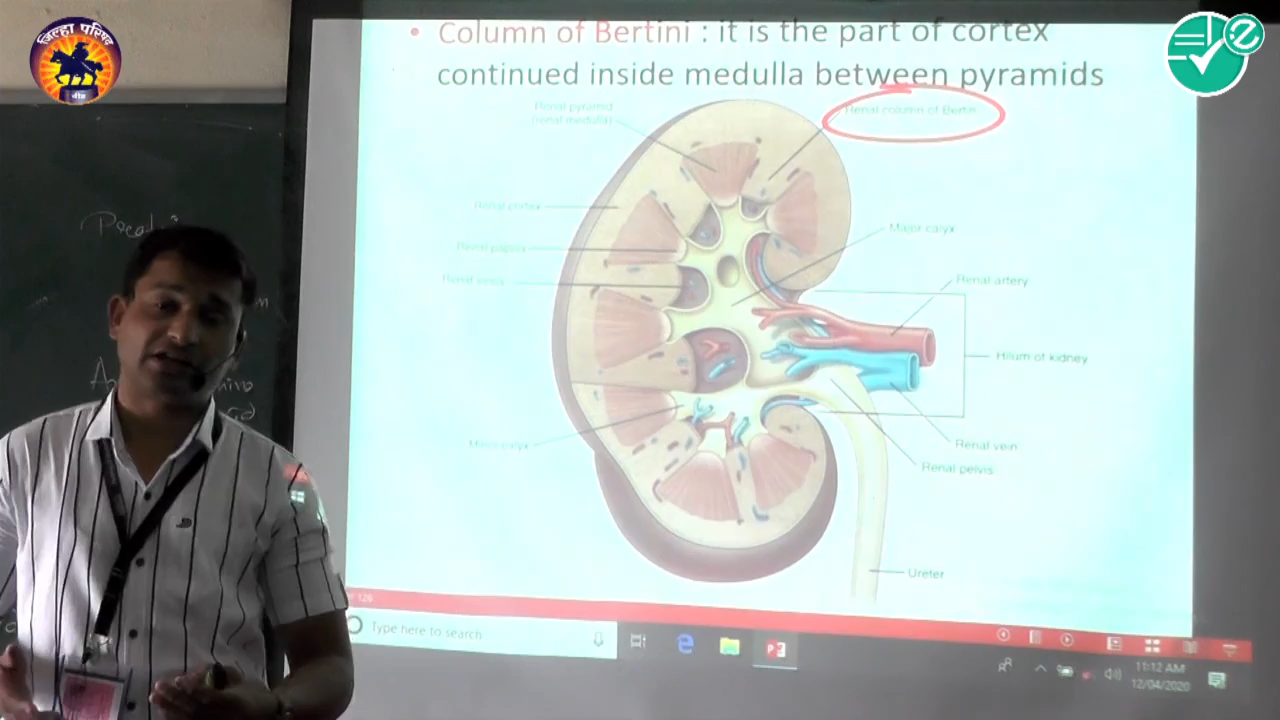 जिल्हा परिषद
बीड
e
• Column of Bertini : it is the part of cortex
continued inside medulla between pyramids
Renal pyramid
(renal medulla)
Renal column of Bertin
Renal cortex
Major calyx
Renal papilla
Renal sinus
Renal artery
Hilum of kidney
Minor calyx
Renal vein
Renal pelvis
Ureter
126
Type here to search
11:12 AM
12/04/2020